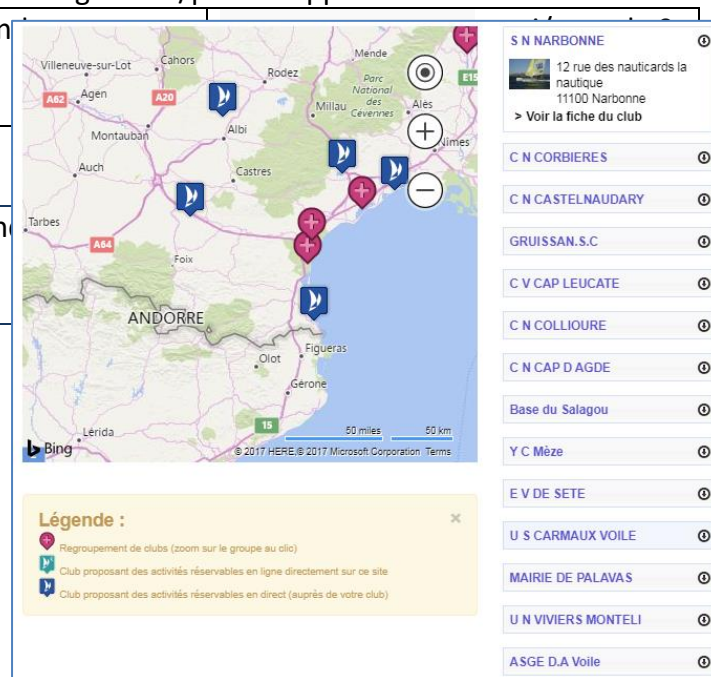 Villeneuve-sur-Lot
Cahors
Mende
Rodez
Parc
National
des
Cévennes
E15
A62
Agen
A20
Millau
Alès
Montauban
Albi
Nîmes
Auch
Castres
Tarbes
A64
Foix
ANDORRE
Olot
Figueras
Gérone
Lérida
15
50 miles
50 km
Bing
© 2017 HERE,© 2017 Microsoft Corporation Terms
Légende :
×
Regroupement de clubs (zoom sur le groupe au clic)
Club proposant des activités réservables en ligne directement sur ce site
Club proposant des activités réservables en direct (auprès de votre club)
S N NARBONNE
12 rue des nauticards la
nautique
11100 Narbonne
> Voir la fiche du club
C N CORBIERES
C N CASTELNAUDARY
GRUISSAN.S.C
C V CAP LEUCATE
C N COLLIOURE
C N CAP D AGDE
Base du Salagou
Y C Mèze
E V DE SETE
U S CARMAUX VOILE
MAIRIE DE PALAVAS
U N VIVIERS MONTELI
ASGE D.A Voile